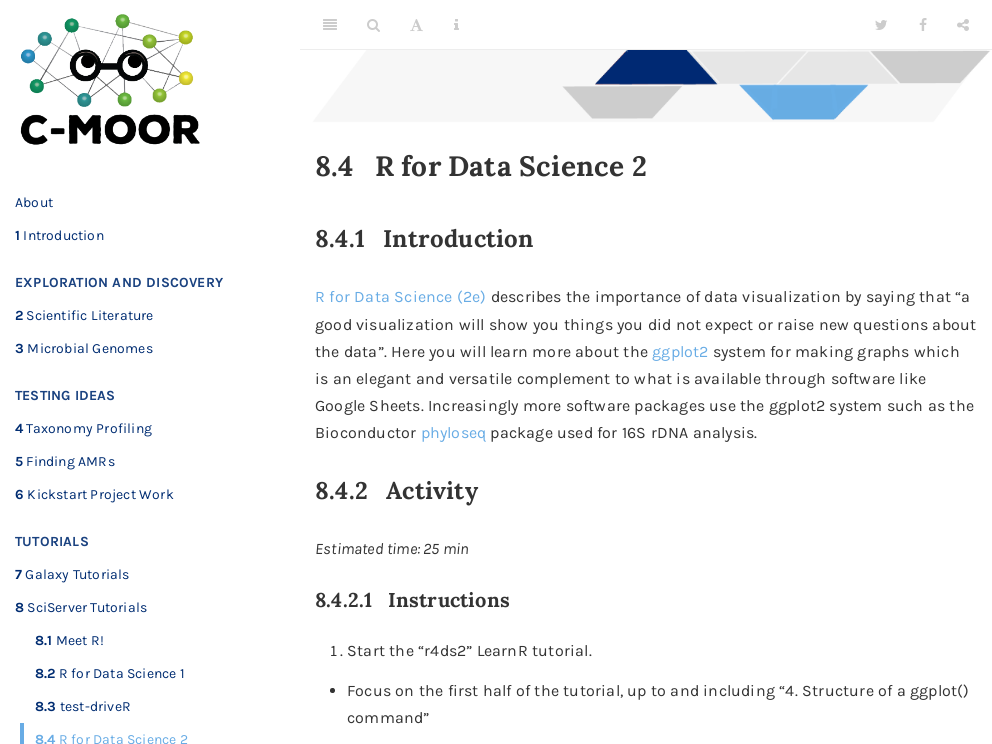 C-MOOR
About
1 Introduction
EXPLORATION AND DISCOVERY
2 Scientific Literature
3 Microbial Genomes
TESTING IDEAS
4 Taxonomy Profiling
5 Finding AMRs
6 Kickstart Project Work
TUTORIALS
7 Galaxy Tutorials
8 SciServer Tutorials
8.1 Meet R!
8.2 R for Data Science 1
8.3 test-driveR
8.4 R for Data Science 2
A
8.4 R for Data Science 2
8.4.1 Introduction
R for Data Science (2e) describes the importance of data visualization by saying that “a
good visualization will show you things you did not expect or raise new questions about
the data”. Here you will learn more about the ggplot2 system for making graphs which
is an elegant and versatile complement to what is available through software like
Google Sheets. Increasingly more software packages use the ggplot2 system such as the
Bioconductor phyloseq package used for 16S rDNA analysis.
8.4.2 Activity
Estimated time: 25 min
8.4.2.1 Instructions
1. Start the “r4ds2” LearnR tutorial.
• Focus on the first half of the tutorial, up to and including “4. Structure of a ggplot()
command”